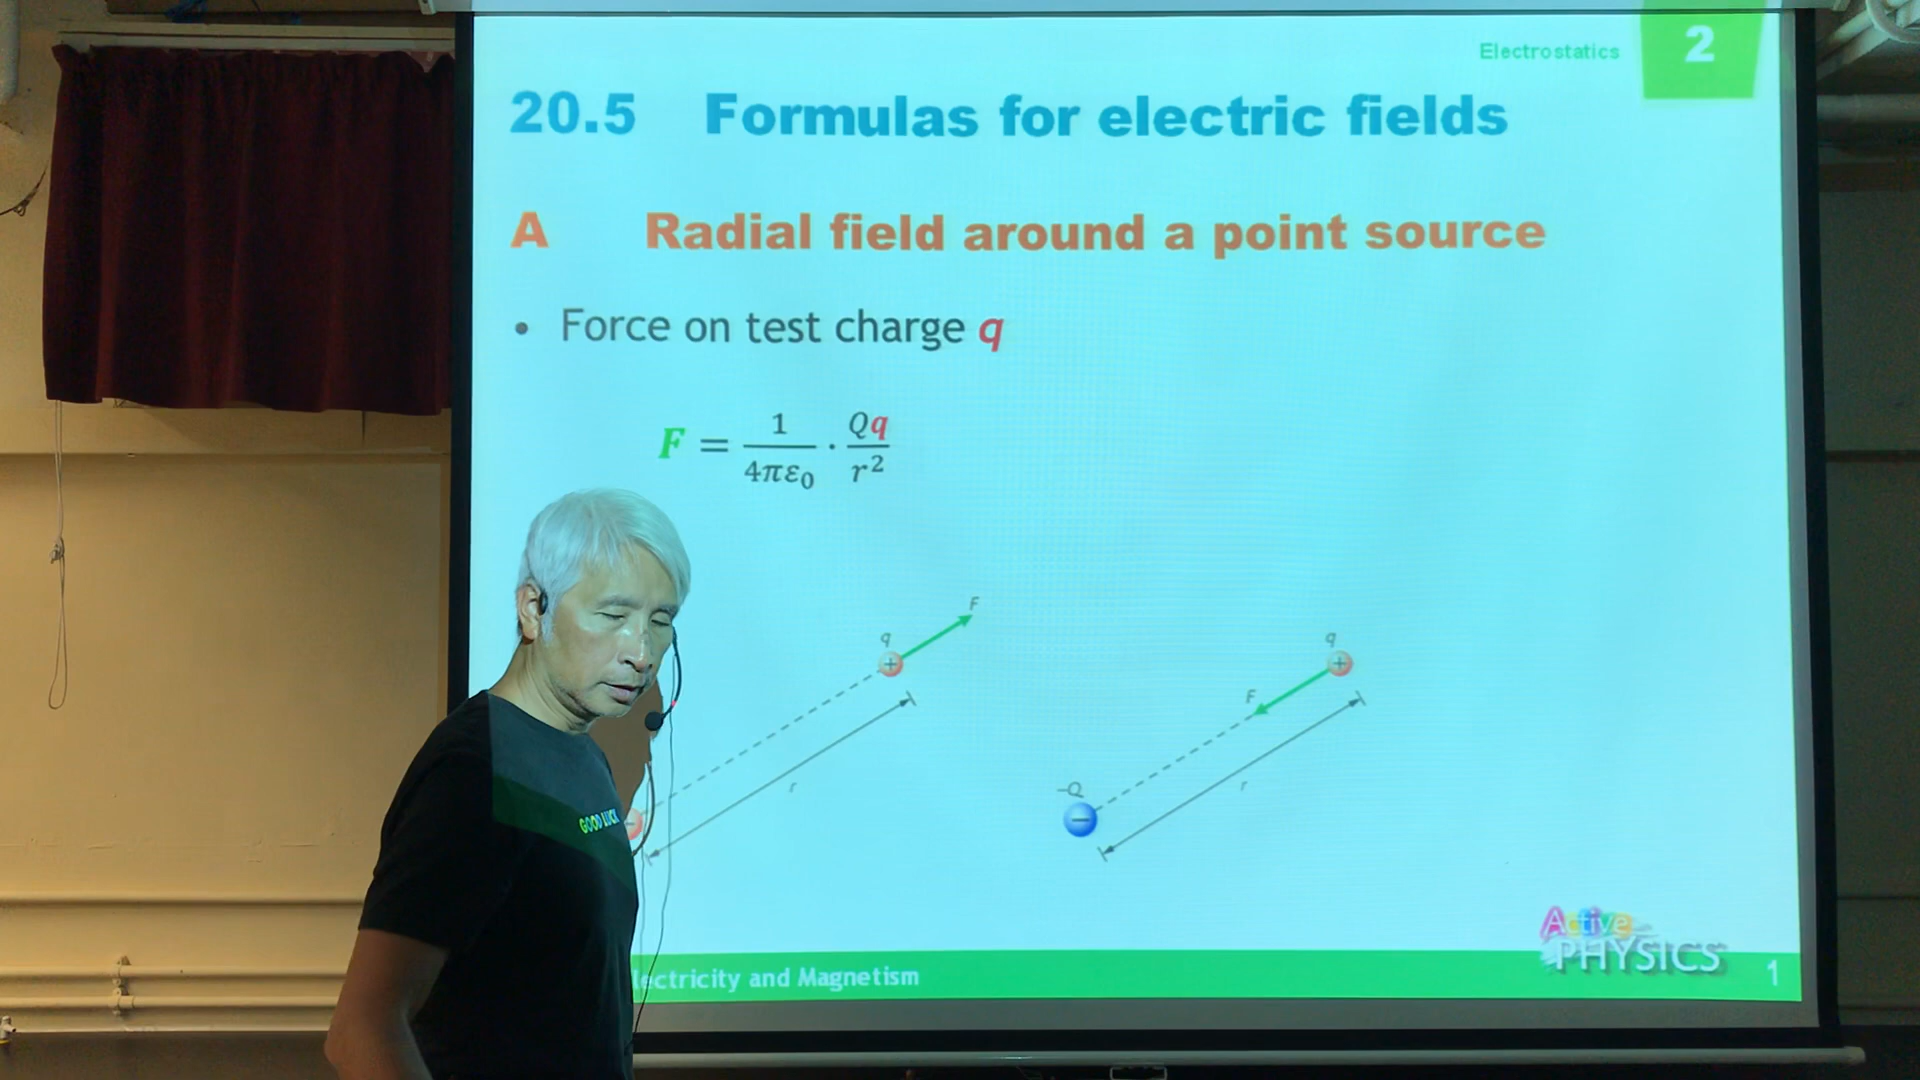 Electrostatics
2
20.5 Formulas for electric fields
A Radial field around a point source
• Force on test charge q
F = 1/4πε₀ · Qq/r²
q
F
r
q
F
r
−Q
GOOD LUCK
and Magnetism
Active
PHYSICS
1